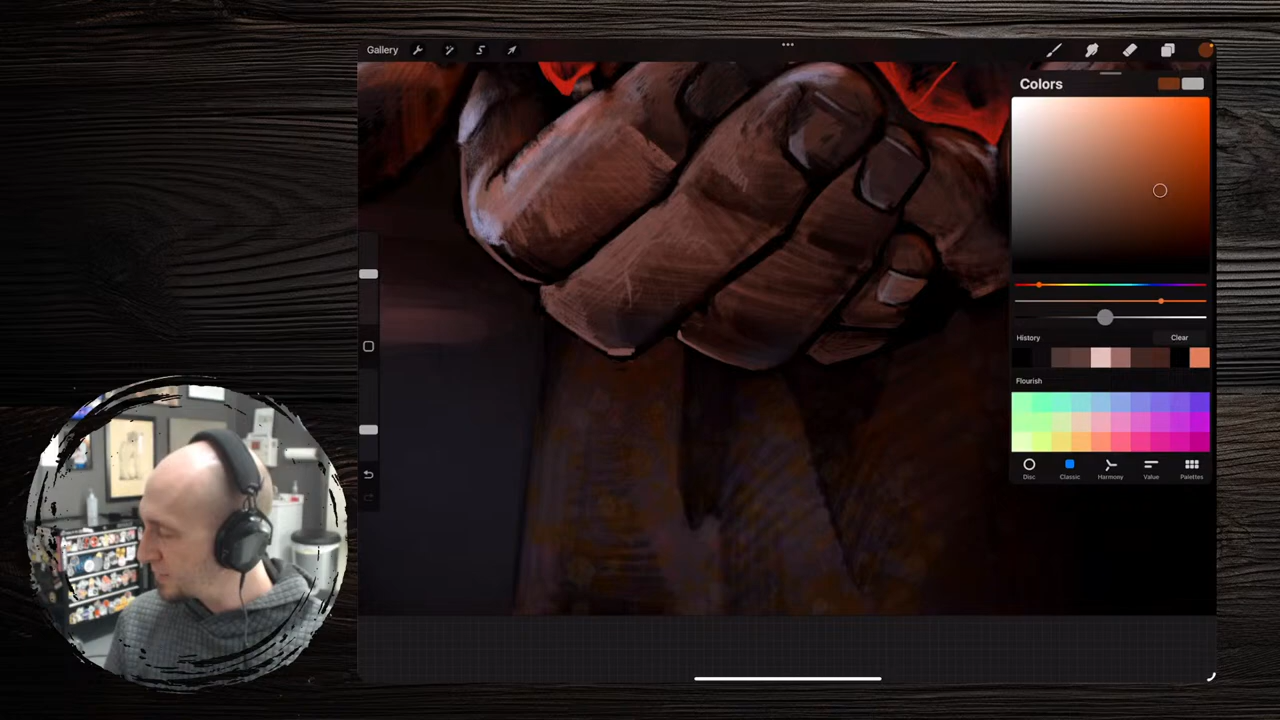 Gallery
Colors
History
Clear
Flourish
Disc
Classic
Harmony
Value
Palettes